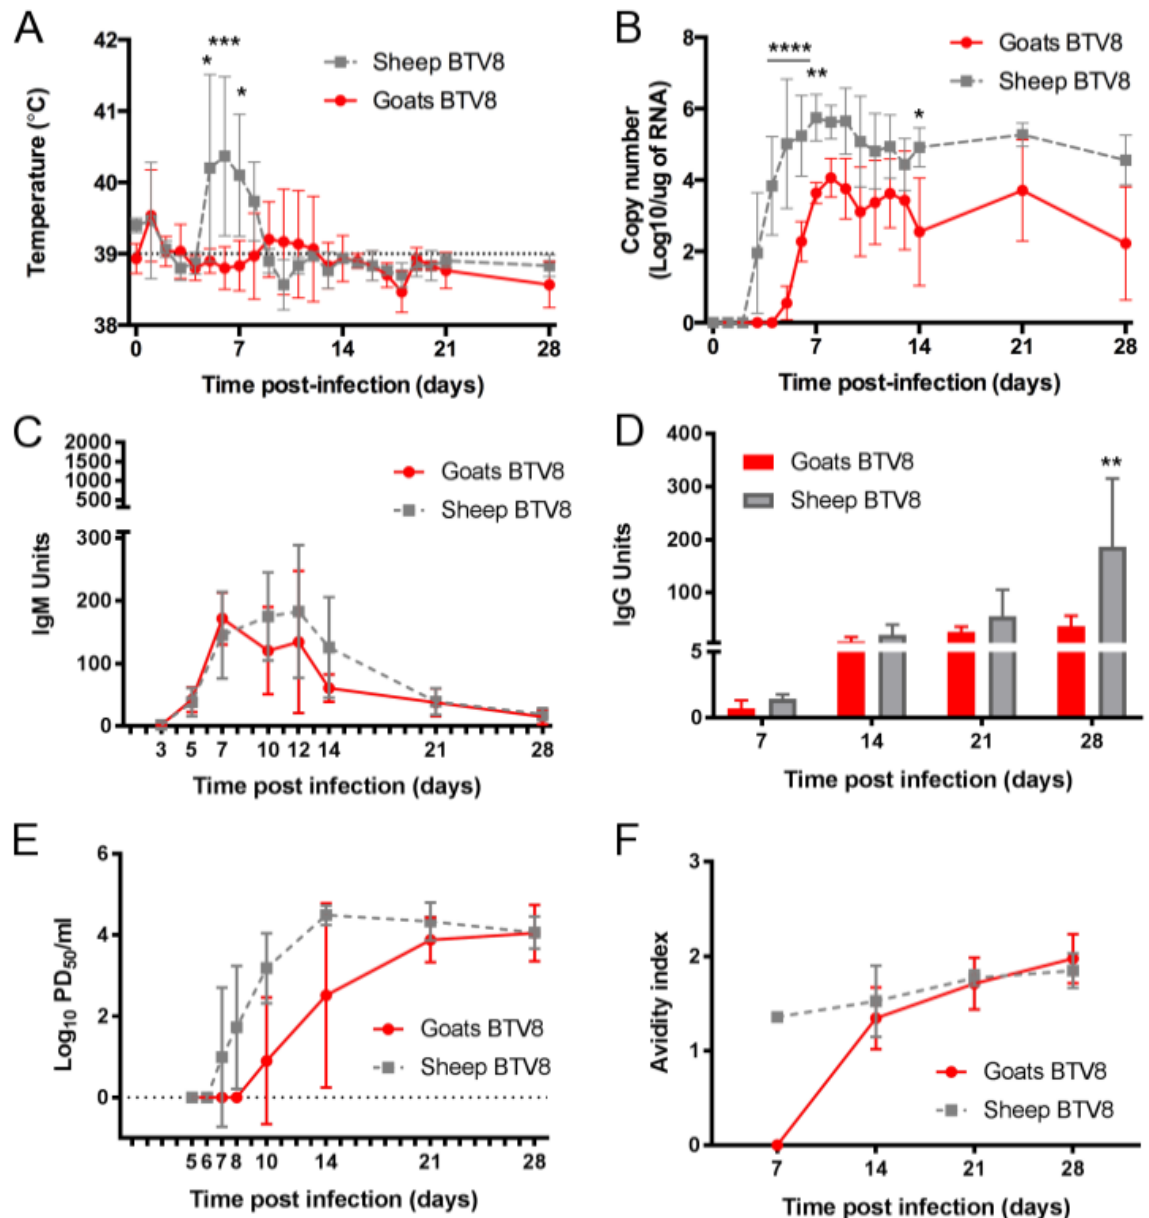 A
42
41
40
39
38
Temperature (°C)
*
***
*
Sheep BTV8
Goats BTV8
0 7 14 21 28
Time post-infection (days)
B
8
6
4
2
0
Copy number
(Log10/ug of RNA)
****
**
*
Goats BTV8
Sheep BTV8
0 7 14 21 28
Time post-infection (days)
C
2000
1500
1000
500
300
200
100
0
IgM Units
Goats BTV8
Sheep BTV8
3 5 7 10 12 14 21 28
Time post infection (days)
D
400
300
200
100
5
0
IgG Units
Goats BTV8
Sheep BTV8
**
7 14 21 28
Time post infection (days)
E
6
4
2
0
Log10 PD50/ml
Goats BTV8
Sheep BTV8
5 6 7 8 10 14 21 28
Time post infection (days)
F
3
2
1
0
Avidity index
Goats BTV8
Sheep BTV8
7 14 21 28
Time post infection (days)